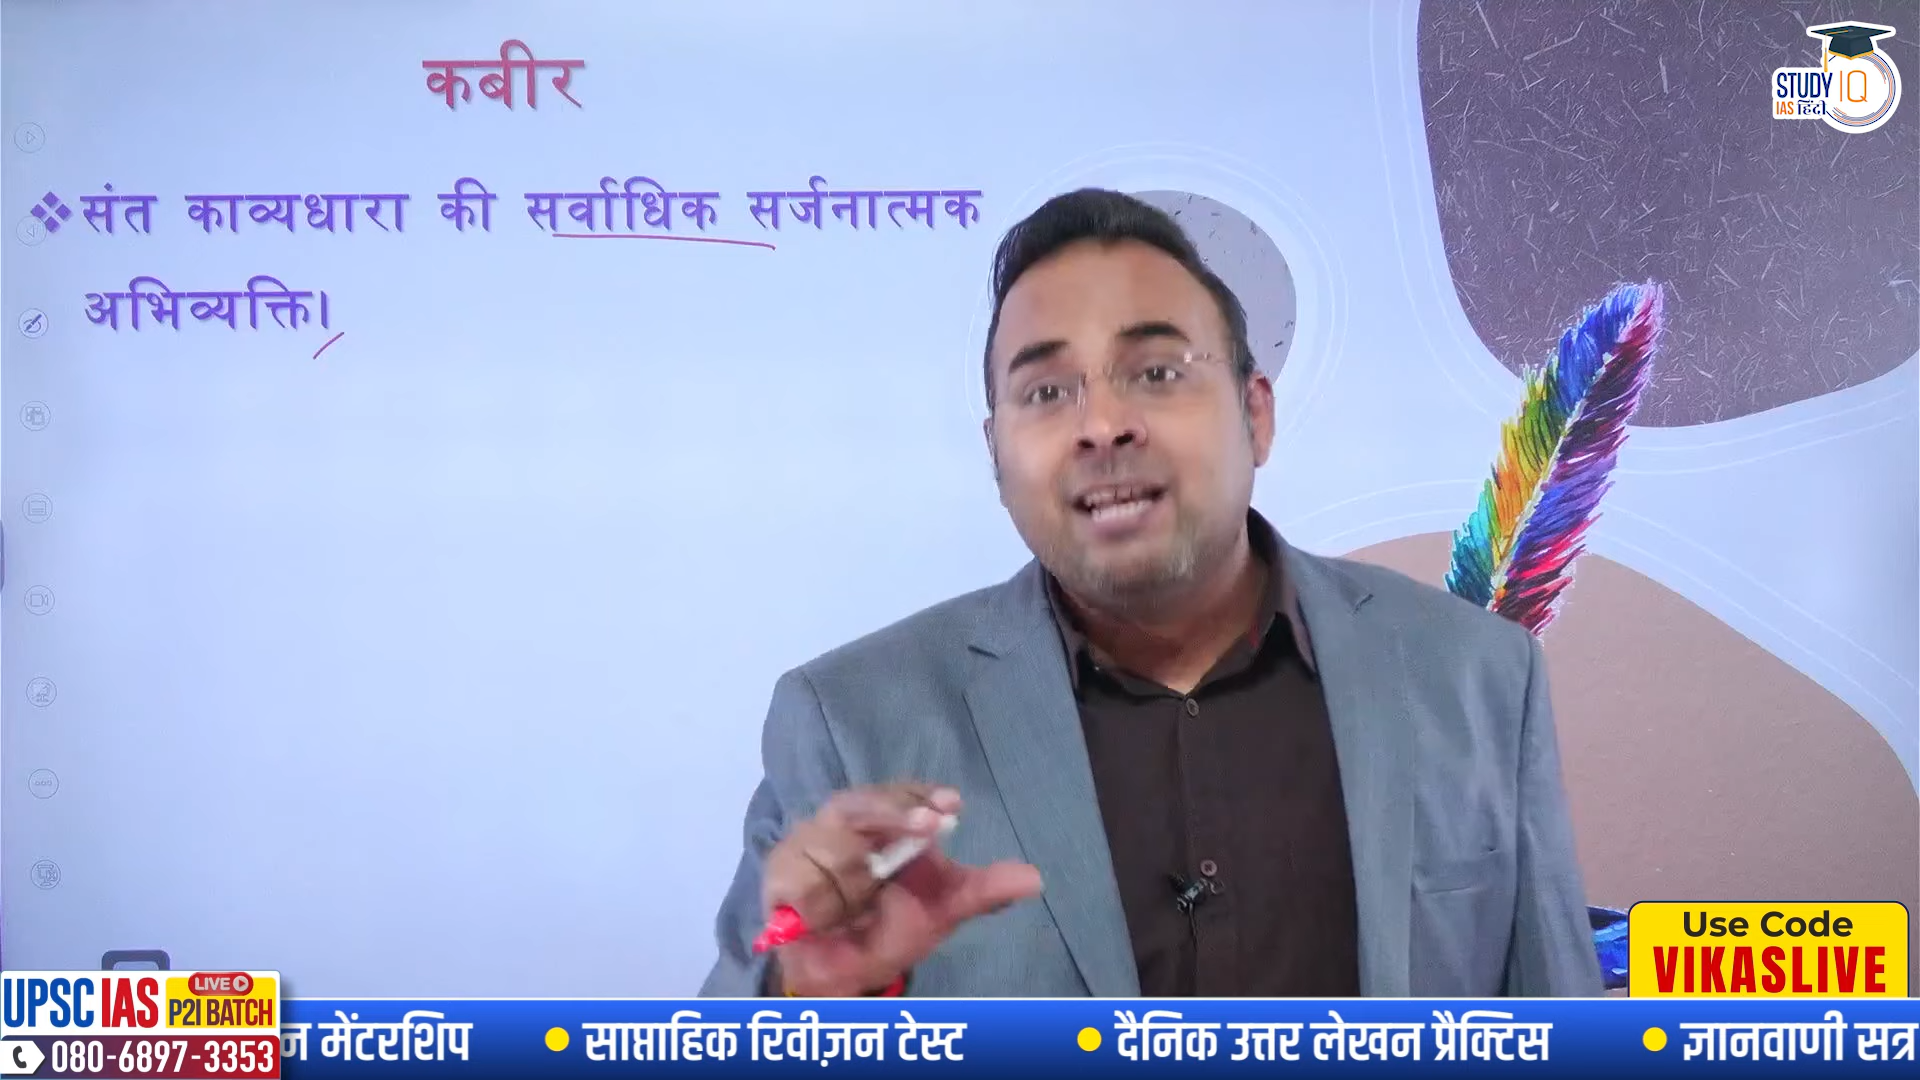 कबीर
STUDY IQ
IAS हिंदी
❖संत काव्यधारा की सर्वाधिक सर्जनात्मक
अभिव्यक्ति।
Use Code
VIKASLIVE
UPSC IAS LIVE P2I BATCH
080-6897-3353
न मेंटरशिप • साप्ताहिक रिवीज़न टेस्ट • दैनिक उत्तर लेखन प्रैक्टिस • ज्ञानवाणी सत्र